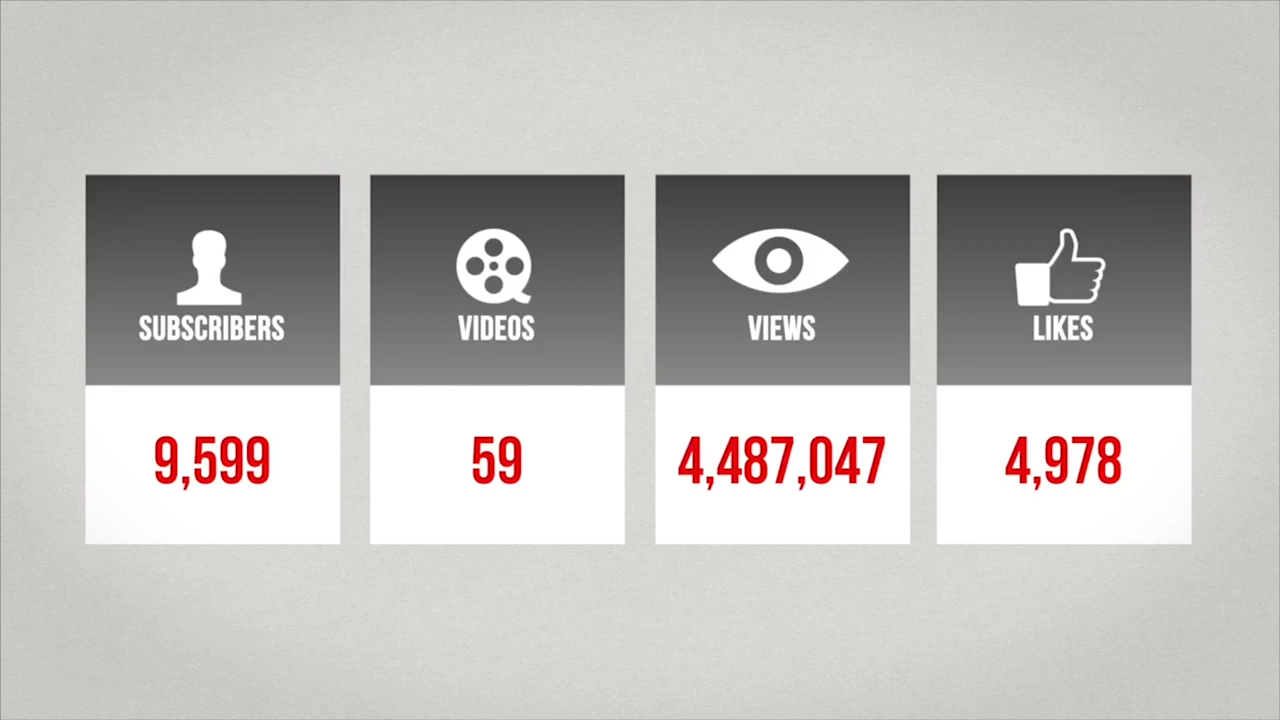 SUBSCRIBERS
9,599
VIDEOS
59
VIEWS
4,487,047
LIKES
4,978